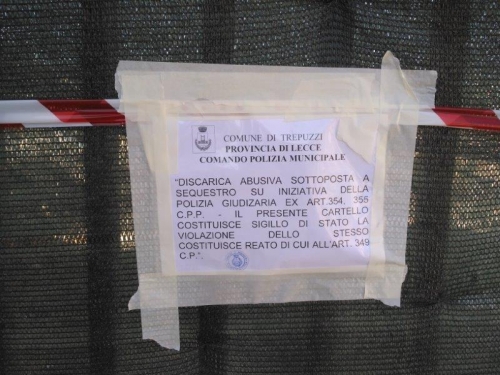 COMUNE DI TREPUZZI
PROVINCIA DI LECCE
COMANDO POLIZIA MUNICIPALE
"DISCARICA ABUSIVA SOTTOPOSTA A
SEQUESTRO SU INIZIATIVA DELLA
POLIZIA GIUDIZARIA EX ART.354, 355
C.P.P. - IL PRESENTE CARTELLO
COSTITUISCE SIGILLO DI STATO LA
VIOLAZIONE DELLO STESSO
COSTITUISCE REATO DI CUI ALL'ART. 349
C.P.".